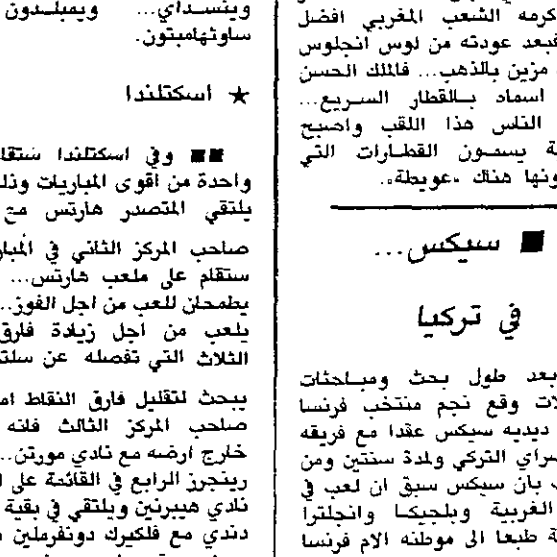 كرمه الشعب المغربي افضل
فبعد عودته من لوس انجلوس
مزين بالذهب... فالملك الحسن
اسماه بالقطار السريع...
الناس هذا اللقب واصبح
يسمون القطارات التي
هناك «عويطة».
■ سيكس...
في تركيا
بعد طول بحث ومباحثات
وقع نجم منتخب فرنسا
ديديه سيكس عقدا مع فريقه
سراي التركي ولمدة سنتين ومن
بان سيكس سبق ان لعب في
الغربية وبلجيكا وانجلترا
طبعا الى موطنه الام فرنسا
وينسداي... ويمبلدون
ساوثهامبتون.
★ اسكتلندا
■■ وفي اسكتلندا ستقام
واحدة من اقوى المباريات
يلتقي المتصدر هارتس مع
صاحب المركز الثاني في
ستقام على ملعب هارتس...
يطمحان للعب من اجل الفوز..
يلعب من اجل زيادة فارق
الثلاث التي تفصله عن
يبحث لتقليل فارق النقاط
صاحب المركز الثالث فانه
خارج ارضه مع نادي مورتن..
رينجرز الرابع في القائمة على
نادي هيبرنين ويلتقي في بقية
دندي مع فلكيرك دونفرملين